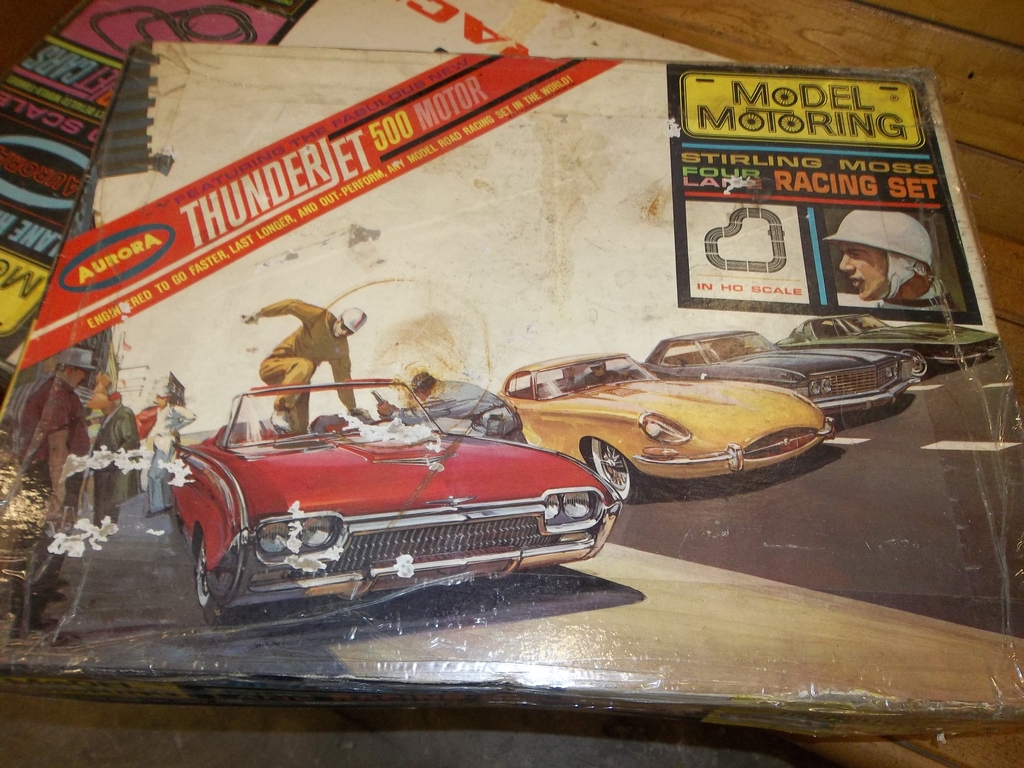 FEATURING THE FABULOUS NEW
THUNDERJET 500 MOTOR
AURORA
ENGINEERED TO GO FASTER, LAST LONGER, AND OUT-PERFORM, ANY MODEL ROAD RACING SET IN THE WORLD!
MODEL
MOTORING
®
STIRLING MOSS
FOUR
LANE RACING SET
IN HO SCALE